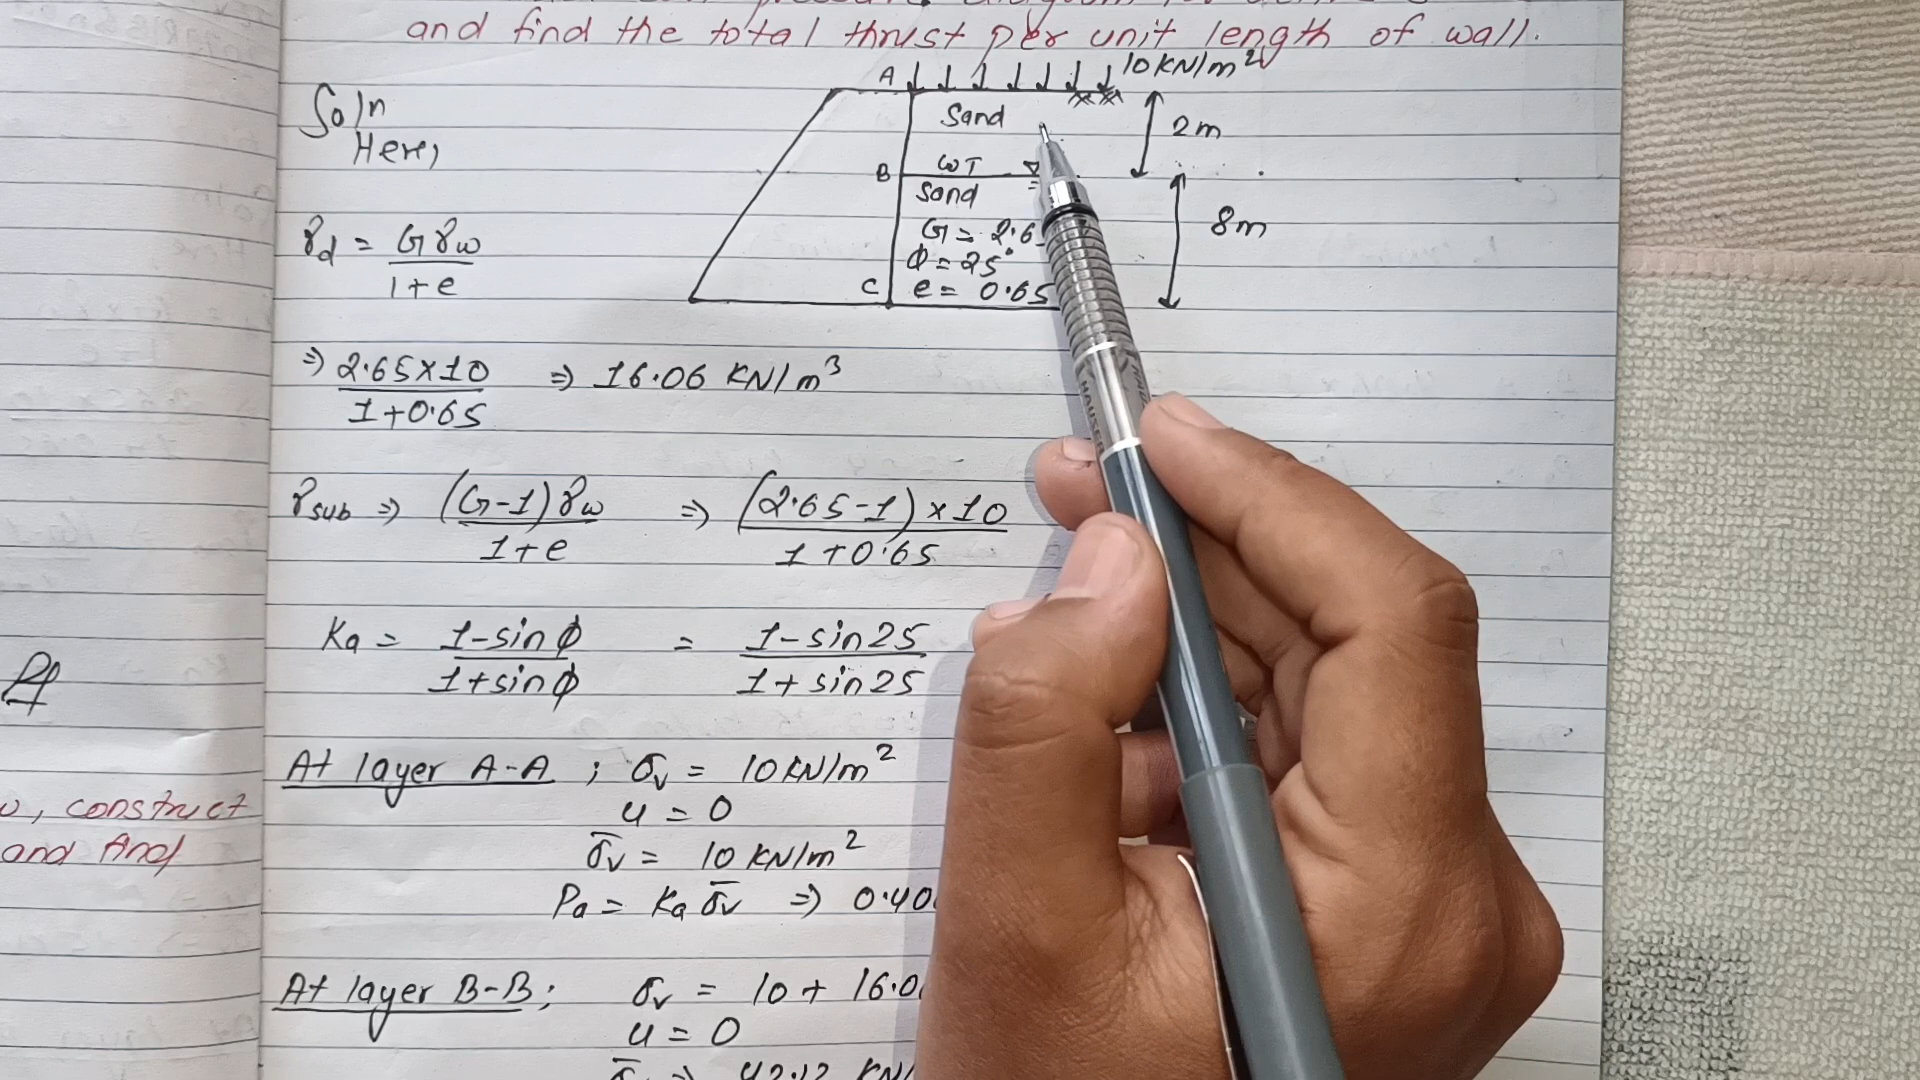 and find the total thrust per unit length of wall.
A 10 KN/m²
Soln
Sand
2m
Here,
WT
B
Sand
8m
G = 2.6
ϕ = 25°
C e = 0.65
γd = Gγw / 1+e
⇒ 2.65×10 / 1+0.65 ⇒ 16.06 KN/m³
γsub ⇒ (G-1)γw / 1+e ⇒ (2.65-1)×10 / 1+0.65
Ka = 1-sinϕ / 1+sinϕ = 1-sin25 / 1+sin25
At layer A-A ; σv = 10 KN/m²
u = 0
σ̅v = 10 KN/m²
Pa = Ka σ̅v ⇒ 0.40
At layer B-B; σv = 10 + 16.0
u = 0
42.12 KN/
, construct
and find